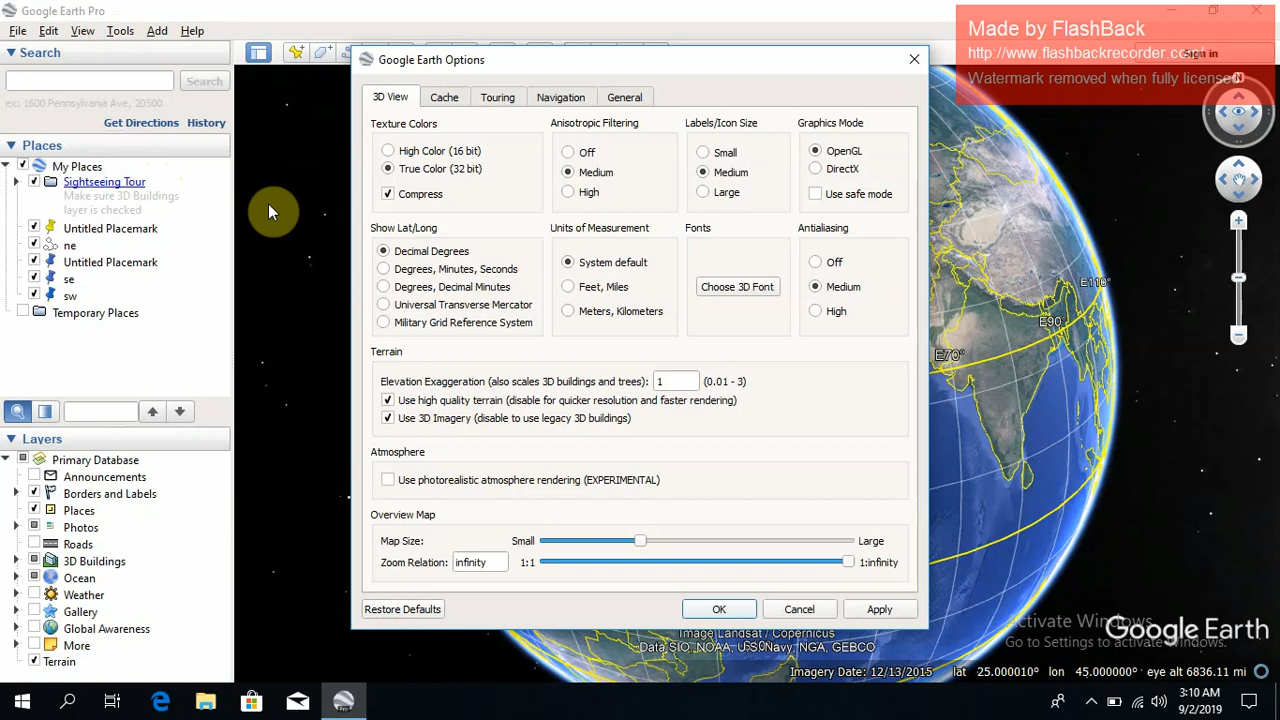 Google Earth Pro
File Edit View Tools Add Help
Made by FlashBack
http://www.flashbackrecorder.com/
Watermark removed when fully licensed
Sign in
Search
Search
ex: 1600 Pennsylvania Ave, 20500.
Get Directions History
Places
My Places
Sightseeing Tour
Make sure 3D Buildings
layer is checked
Untitled Placemark
ne
Untitled Placemark
se
sw
Temporary Places
Layers
Primary Database
Announcements
Borders and Labels
Places
Photos
Roads
3D Buildings
Ocean
Weather
Gallery
Global Awareness
More
Terrain
Google Earth Options
3D View Cache Touring Navigation General
Texture Colors
High Color (16 bit)
True Color (32 bit)
Compress
Anisotropic Filtering
Off
Medium
High
Labels/Icon Size
Small
Medium
Large
Graphics Mode
OpenGL
DirectX
Use safe mode
Show Lat/Long
Decimal Degrees
Degrees, Minutes, Seconds
Degrees, Decimal Minutes
Universal Transverse Mercator
Military Grid Reference System
Units of Measurement
System default
Feet, Miles
Meters, Kilometers
Fonts
Choose 3D Font
Antialiasing
Off
Medium
High
Terrain
Elevation Exaggeration (also scales 3D buildings and trees): 1 (0.01 - 3)
Use high quality terrain (disable for quicker resolution and faster rendering)
Use 3D Imagery (disable to use legacy 3D buildings)
Atmosphere
Use photorealistic atmosphere rendering (EXPERIMENTAL)
Overview Map
Map Size: Small Large
Zoom Relation: infinity 1:1 1:infinity
Restore Defaults OK Cancel Apply
N
E110°
E90°
E70°
Activate Windows
Go to Settings to activate Windows.
Google Earth
Image Landsat / Copernicus
Data SIO, NOAA, U.S. Navy, NGA, GEBCO
Imagery Date: 12/13/2015 lat 25.000010° lon 45.000000° eye alt 6836.11 mi
3:10 AM
9/2/2019